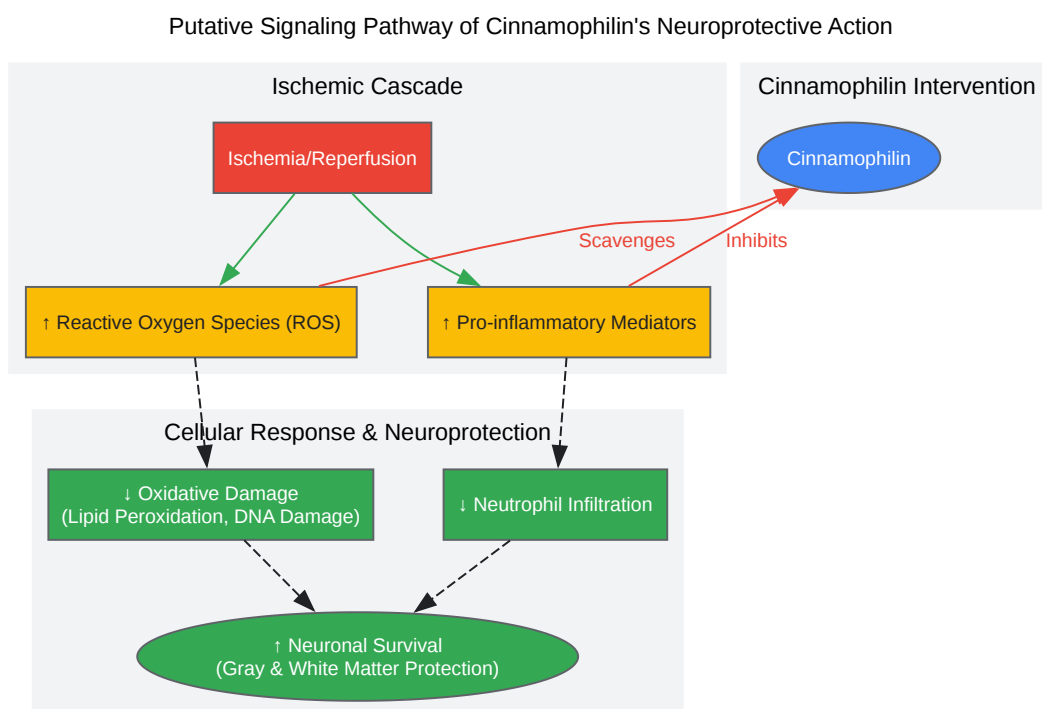 Putative Signaling Pathway of Cinnamophilin's Neuroprotective Action
Ischemic Cascade
Cinnamophilin Intervention
Ischemia/Reperfusion
Cinnamophilin
Scavenges
Inhibits
↑ Reactive Oxygen Species (ROS)
↑ Pro-inflammatory Mediators
Cellular Response & Neuroprotection
↓ Oxidative Damage
(Lipid Peroxidation, DNA Damage)
↓ Neutrophil Infiltration
↑ Neuronal Survival
(Gray & White Matter Protection)